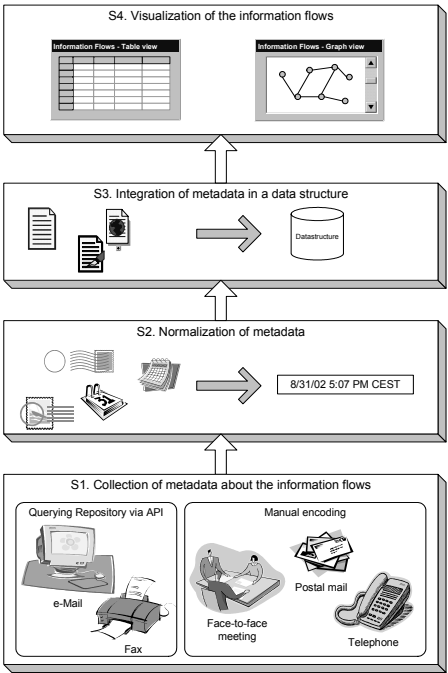 S4. Visualization of the information flows
Information Flows - Table view
Information Flows - Graph view
S3. Integration of metadata in a data structure
Datastructure
S2. Normalization of metadata
31
8/31/02 5:07 PM CEST
S1. Collection of metadata about the information flows
Querying Repository via API
Manual encoding
e-Mail
Fax
Face-to-face
meeting
Postal mail
Telephone